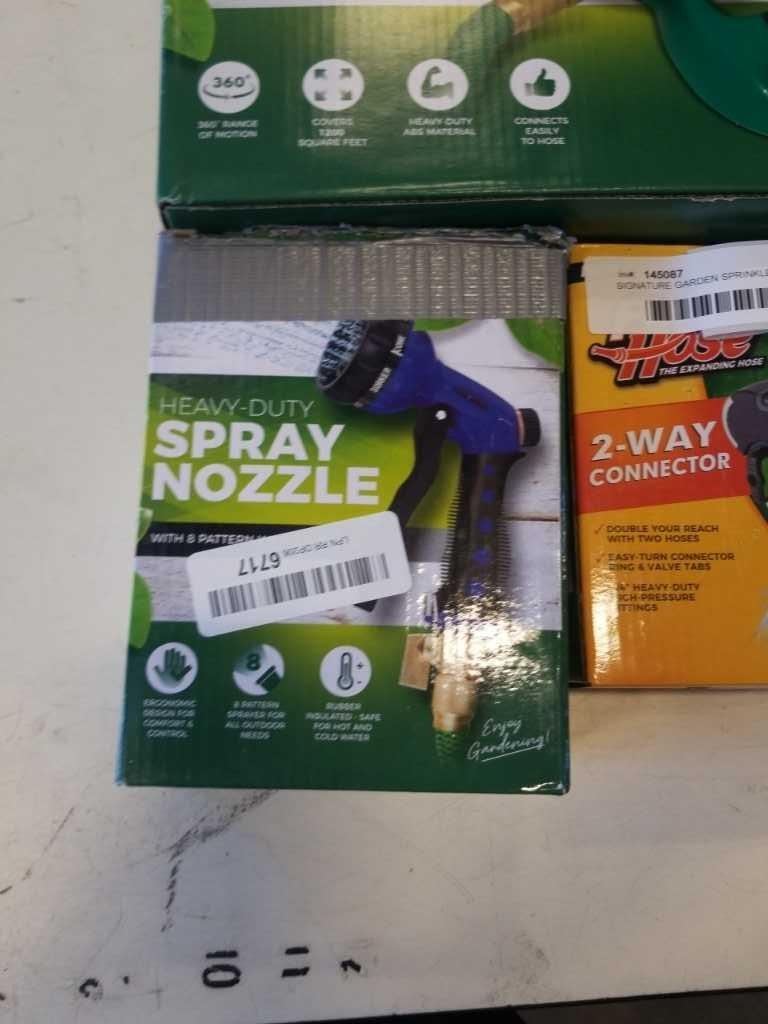 360°
360° RANGE
OF MOTION
COVERS
1200
SQUARE FEET
HEAVY-DUTY
ABS MATERIAL
CONNECTS
EASILY
TO HOSE
145087
SIGNATURE GARDEN SPRINKLE
Hose
THE EXPANDING HOSE
2-WAY
CONNECTOR
✓ DOUBLE YOUR REACH
WITH TWO HOSES
EASY-TURN CONNECTOR
RING & VALVE TABS
HEAVY-DUTY
HIGH-PRESSURE
FITTINGS
HEAVY-DUTY
SPRAY
NOZZLE
WITH 8 PATTERN
6717
ERGONOMIC
DESIGN FOR
COMFORT &
CONTROL
8
8 PATTERN
SPRAYER FOR
ALL OUTDOOR
NEEDS
RUBBER
INSULATED - SAFE
FOR HOT AND
COLD WATER
Enjoy
Gardening!
10
11